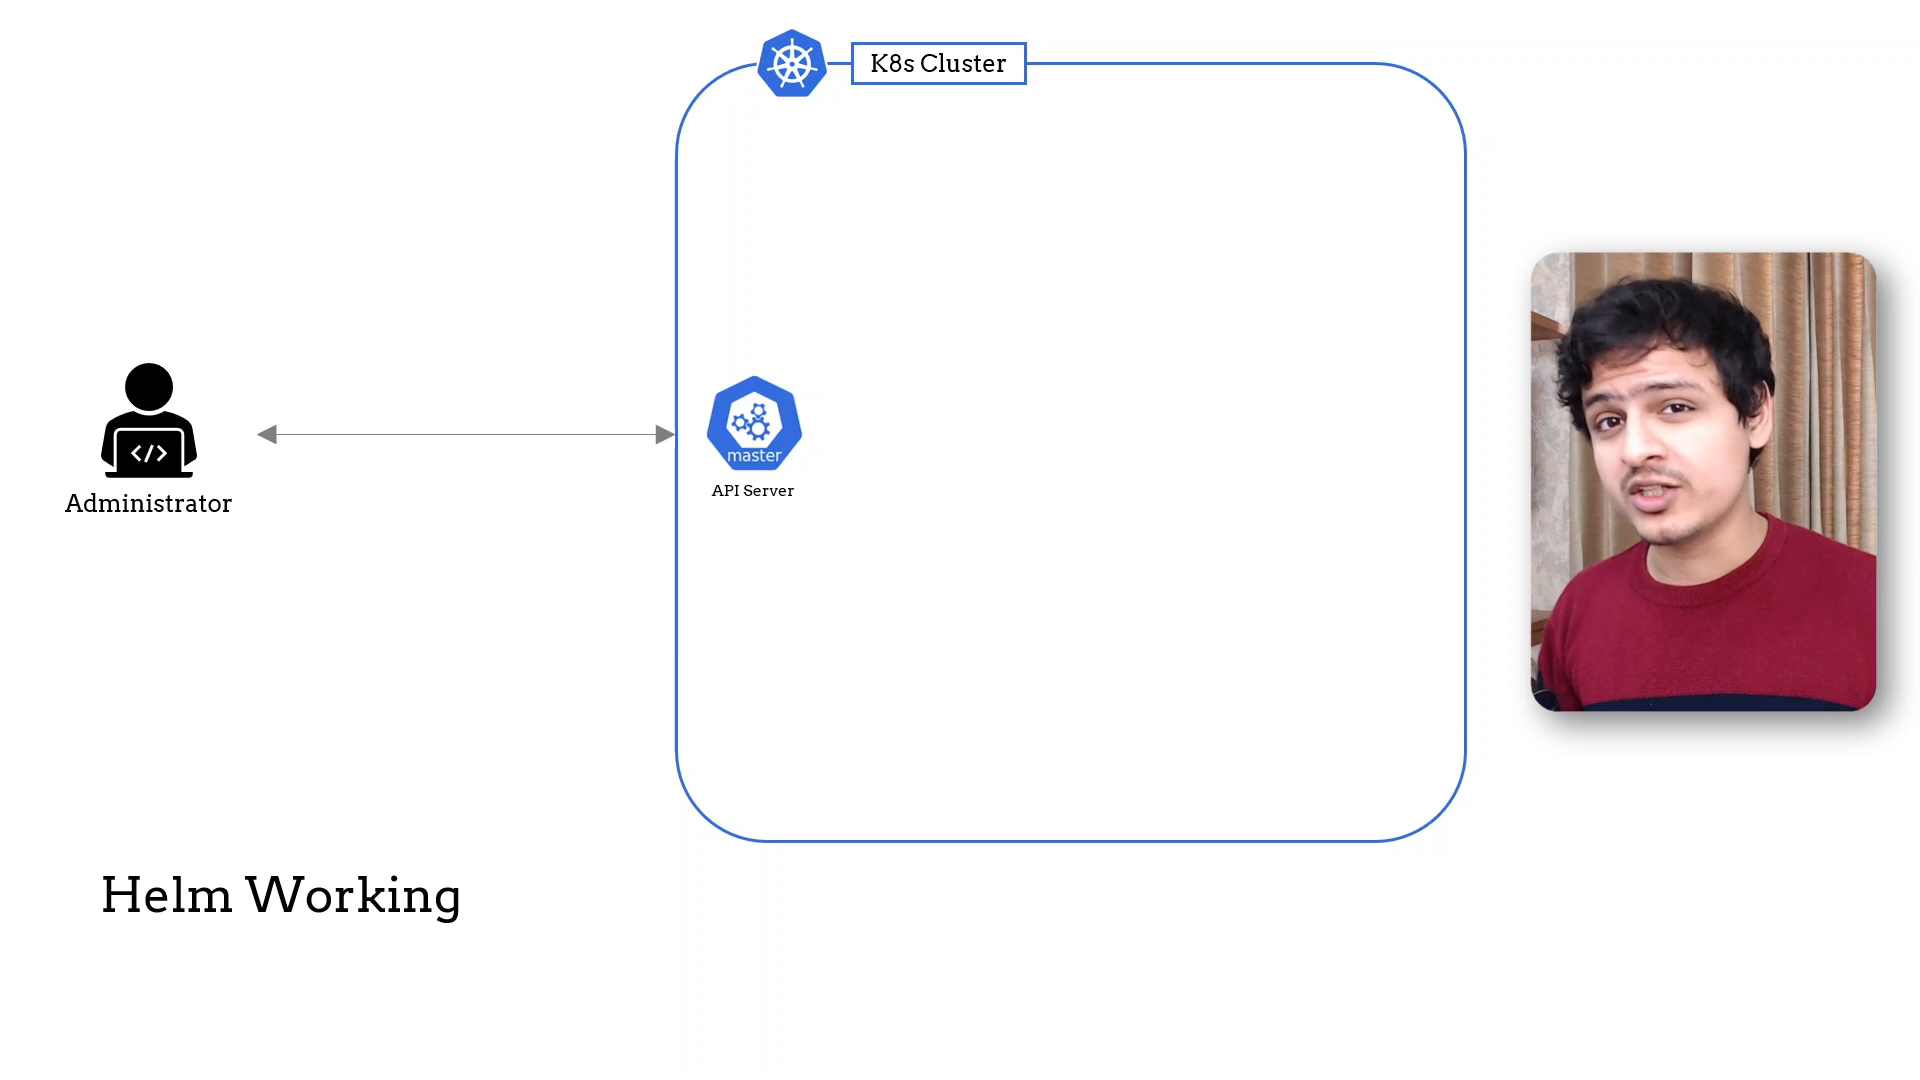 K8s Cluster
</>
Administrator
master
API Server
Helm Working